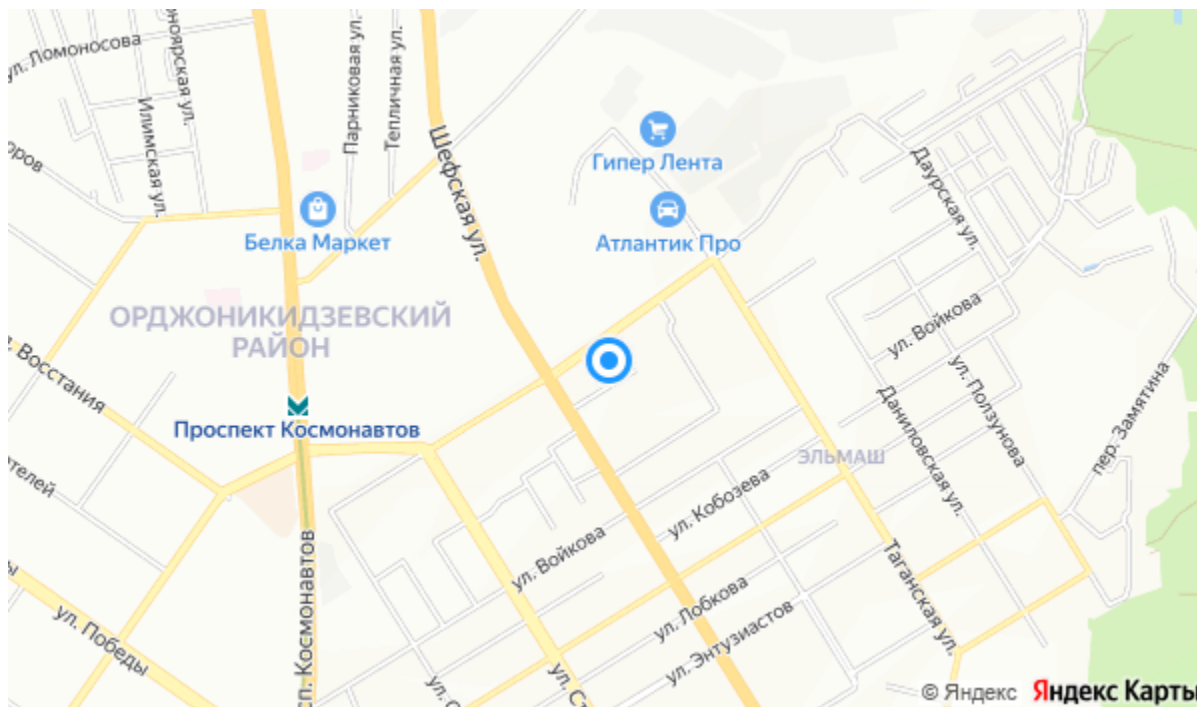 ул. Ломоносова
Илимская ул.
Парниковая ул.
Тепличная ул.
Шефская ул.
Гипер Лента
Даурская ул.
Белка Маркет
Атлантик Про
ОРДЖОНИКИДЗЕВСКИЙ
РАЙОН
ул. Войкова
Восстания
ул. Ползунова
пер. Замятина
Проспект Космонавтов
Даниловская ул.
ЭЛЬМАШ
ул. Кобозева
ул. Войкова
Космонавтов
Таганская ул.
ул. Лобкова
ул. Победы
ул. Энтузиастов
© Яндекс Яндекс Карты